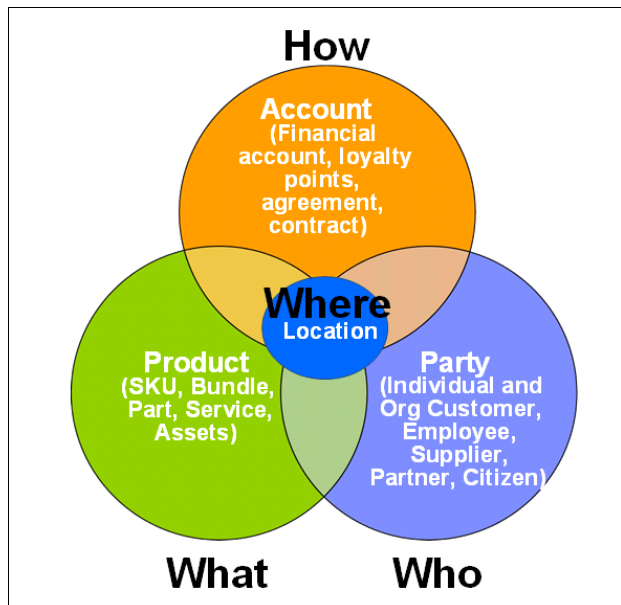 How
Account
(Financial
account, loyalty
points,
agreement,
contract)
Where
Location
Product
(SKU, Bundle,
Part, Service,
Assets)
Party
(Individual and
Org Customer,
Employee,
Supplier,
Partner, Citizen)
What
Who